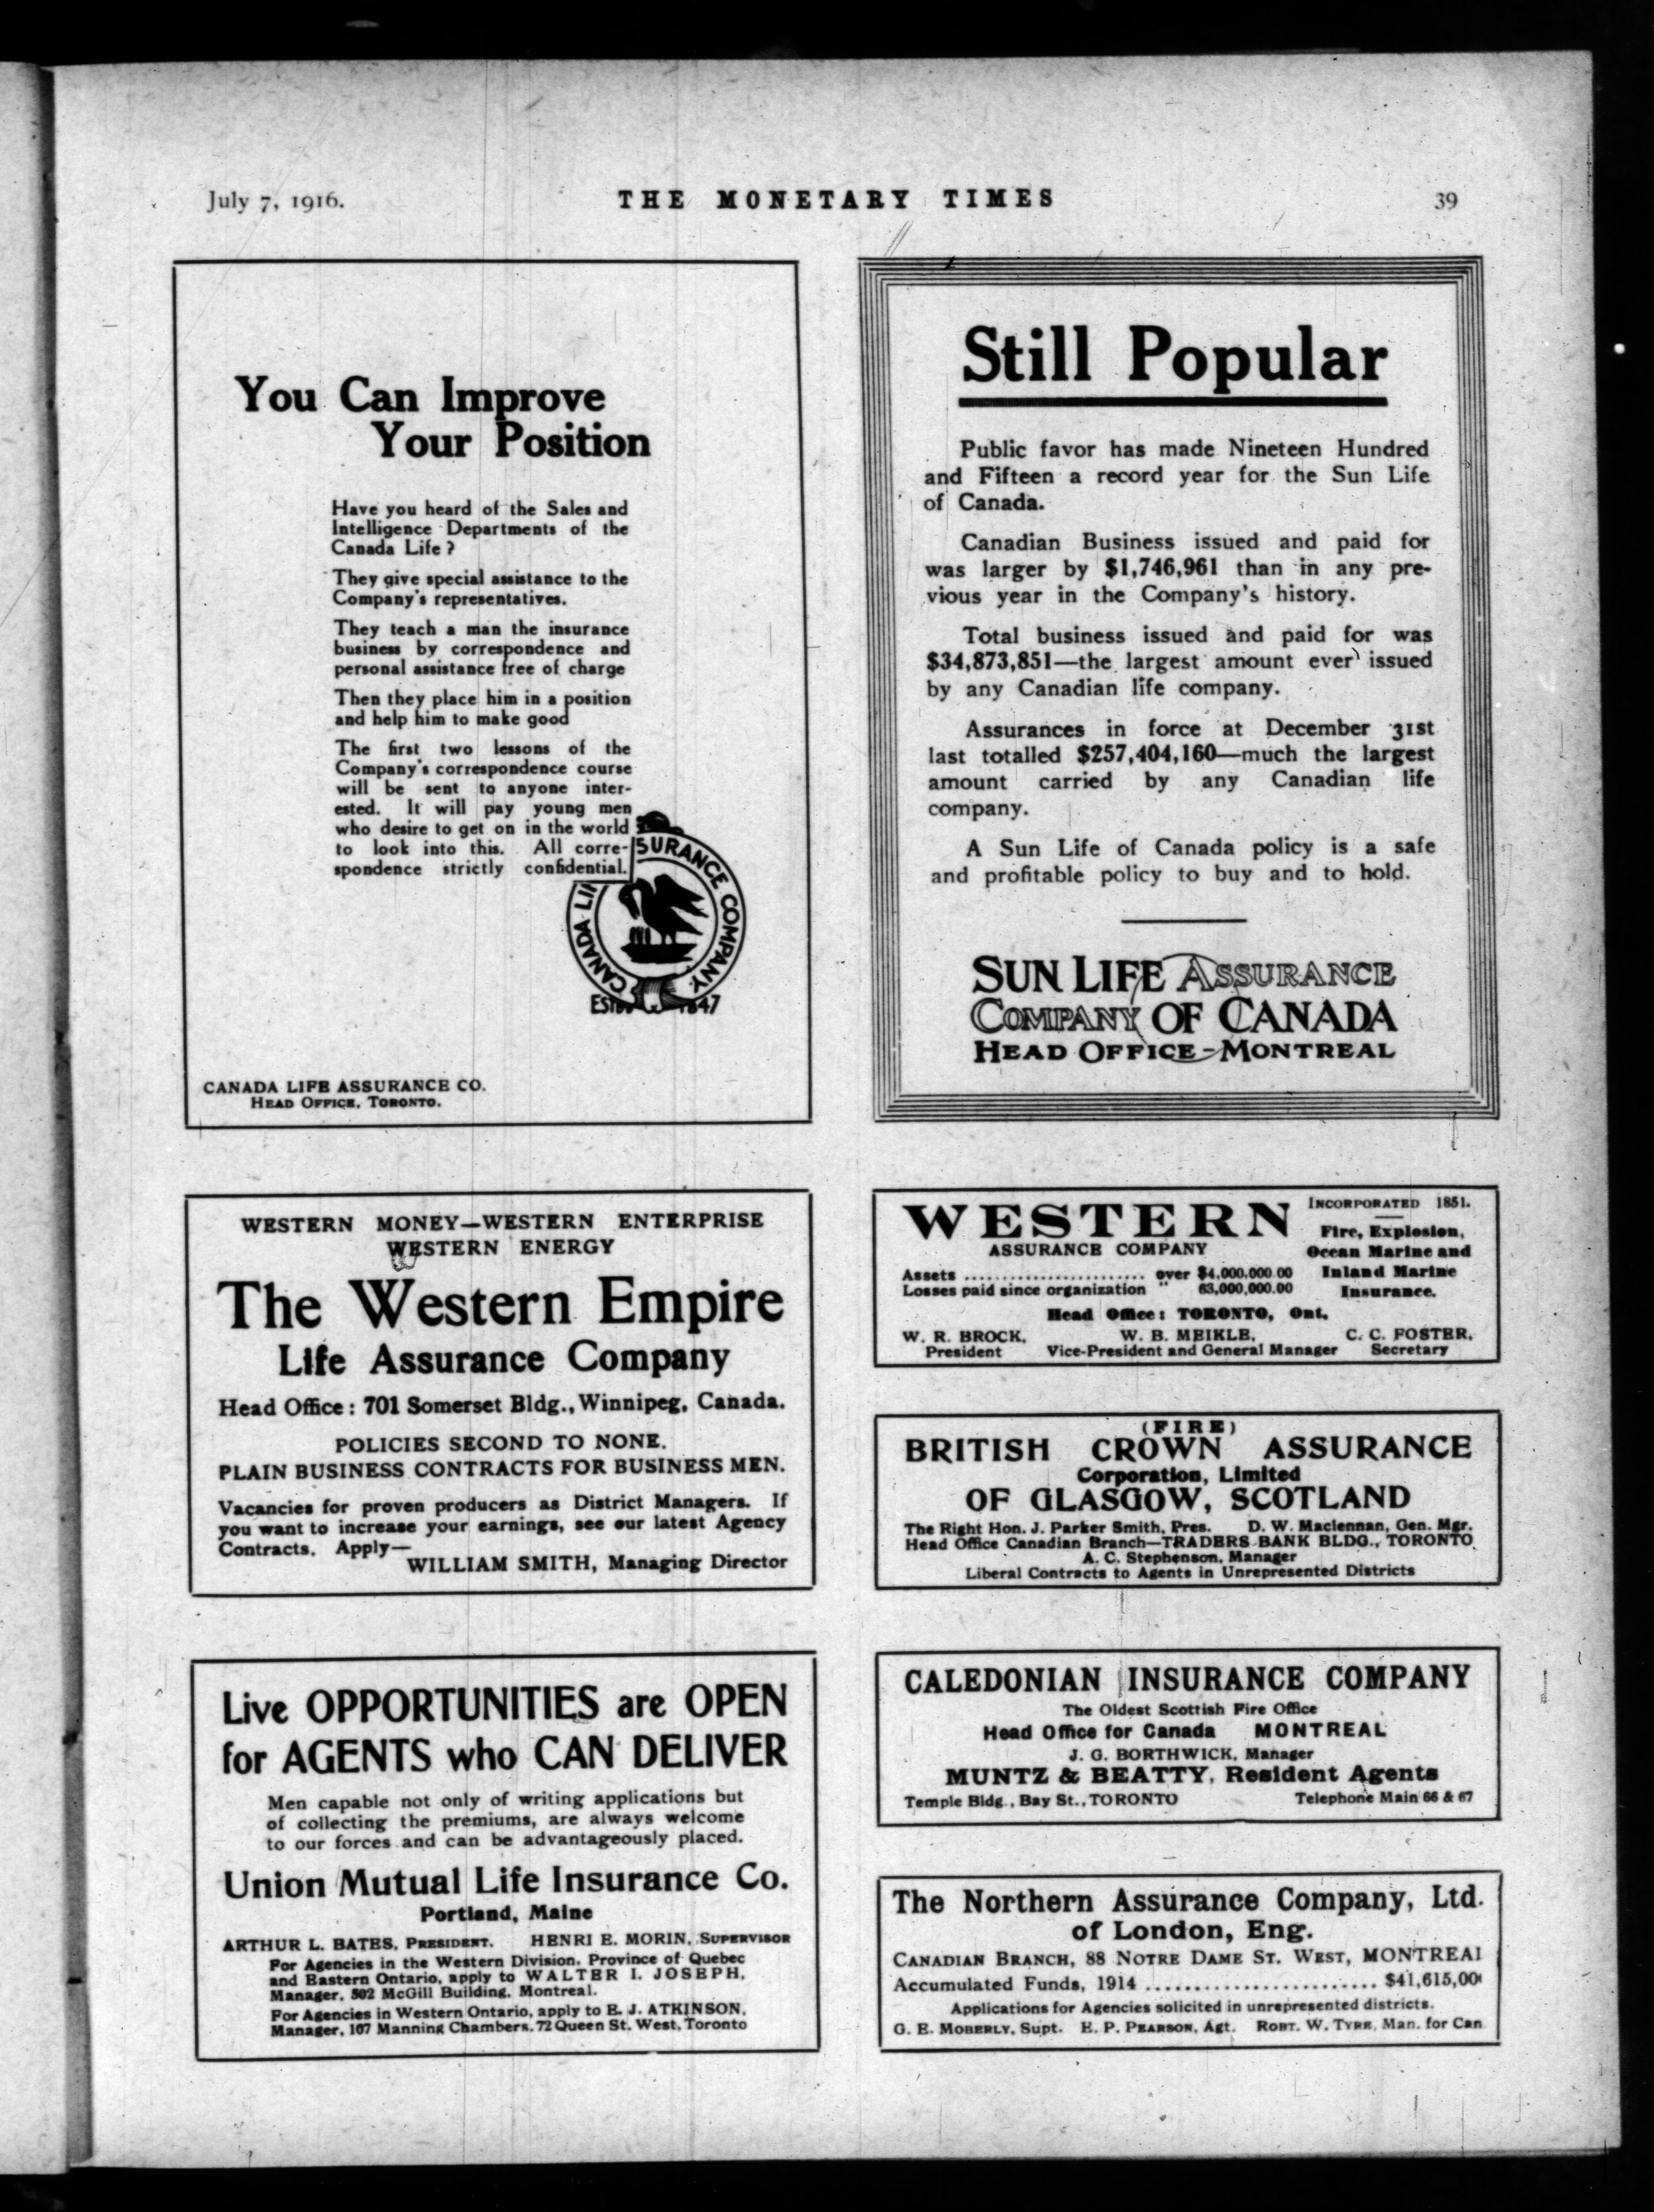 July 7, 1916.
THE MONETARY TIMES
39
You Can Improve
Your Position
Have you heard of the Sales and
Intelligence Departments of the
Canada Life?
They give special assistance to the
Company's representatives.
They teach a man the insurance
business by correspondence and
personal assistance free of charge
Then they place him in a position
and help him to make good
The first two lessons of the
Company's correspondence course
will be sent to anyone inter-
ested. It will pay young men
who desire to get on in the world
to look into this. All corre-
spondence strictly confidential.
CANADA LIFE ASSURANCE CO.
HEAD OFFICE, TORONTO.
Still Popular
Public favor has made Nineteen Hundred
and Fifteen a record year for the Sun Life
of Canada.
Canadian Business issued and paid for
was larger by $1,746,961 than in any pre-
vious year in the Company's history.
Total business issued and paid for was
$34,873,851—the largest amount ever issued
by any Canadian life company.
Assurances in force at December 31st
last totalled $257,404,160—much the largest
amount carried by any Canadian life
company.
A Sun Life of Canada policy is a safe
and profitable policy to buy and to hold.
SUN LIFE ASSURANCE
COMPANY OF CANADA
HEAD OFFICE-MONTREAL
WESTERN MONEY—WESTERN ENTERPRISE
WESTERN ENERGY
The Western Empire
Life Assurance Company
Head Office: 701 Somerset Bldg., Winnipeg, Canada.
POLICIES SECOND TO NONE.
PLAIN BUSINESS CONTRACTS FOR BUSINESS MEN.
Vacancies for proven producers as District Managers. If
you want to increase your earnings, see our latest Agency
Contracts. Apply—
WILLIAM SMITH, Managing Director
Live OPPORTUNITIES are OPEN
for AGENTS who CAN DELIVER
Men capable not only of writing applications but
of collecting the premiums, are always welcome
to our forces and can be advantageously placed.
Union Mutual Life Insurance Co.
Portland, Maine
ARTHUR L. BATES, PRESIDENT. HENRI E. MORIN, SUPERVISOR
For Agencies in the Western Division, Province of Quebec
and Eastern Ontario, apply to WALTER I. JOSEPH,
Manager, 502 McGill Building, Montreal.
For Agencies in Western Ontario, apply to E. J. ATKINSON,
Manager, 107 Manning Chambers, 72 Queen St. West, Toronto
WESTERN
ASSURANCE COMPANY
INCORPORATED 1851.
Fire, Explosion,
Ocean Marine and
Inland Marine
Insurance.
Assets .......................... over $4,000,000.00
Losses paid since organization " 63,000,000.00
Head Office: TORONTO, Ont.
W. R. BROCK, W. B. MEIKLE, C. C. FOSTER,
President Vice-President and General Manager Secretary
(FIRE)
BRITISH CROWN ASSURANCE
Corporation, Limited
OF GLASGOW, SCOTLAND
The Right Hon. J. Parker Smith, Pres. D. W. Maclennan, Gen. Mgr.
Head Office Canadian Branch—TRADERS BANK BLDG., TORONTO
A. C. Stephenson, Manager
Liberal Contracts to Agents in Unrepresented Districts
CALEDONIAN INSURANCE COMPANY
The Oldest Scottish Fire Office
Head Office for Canada MONTREAL
J. G. BORTHWICK, Manager
MUNTZ & BEATTY, Resident Agents
Temple Bldg., Bay St., TORONTO Telephone Main 66 & 67
The Northern Assurance Company, Ltd.
of London, Eng.
CANADIAN BRANCH, 88 NOTRE DAME ST. WEST, MONTREAL
Accumulated Funds, 1914 ........................ $41,615,00
Applications for Agencies solicited in unrepresented districts.
G. E. MOBERLY, Supt. E. P. PEARSON, Agt. ROBT. W. TYRE, Man. for Can